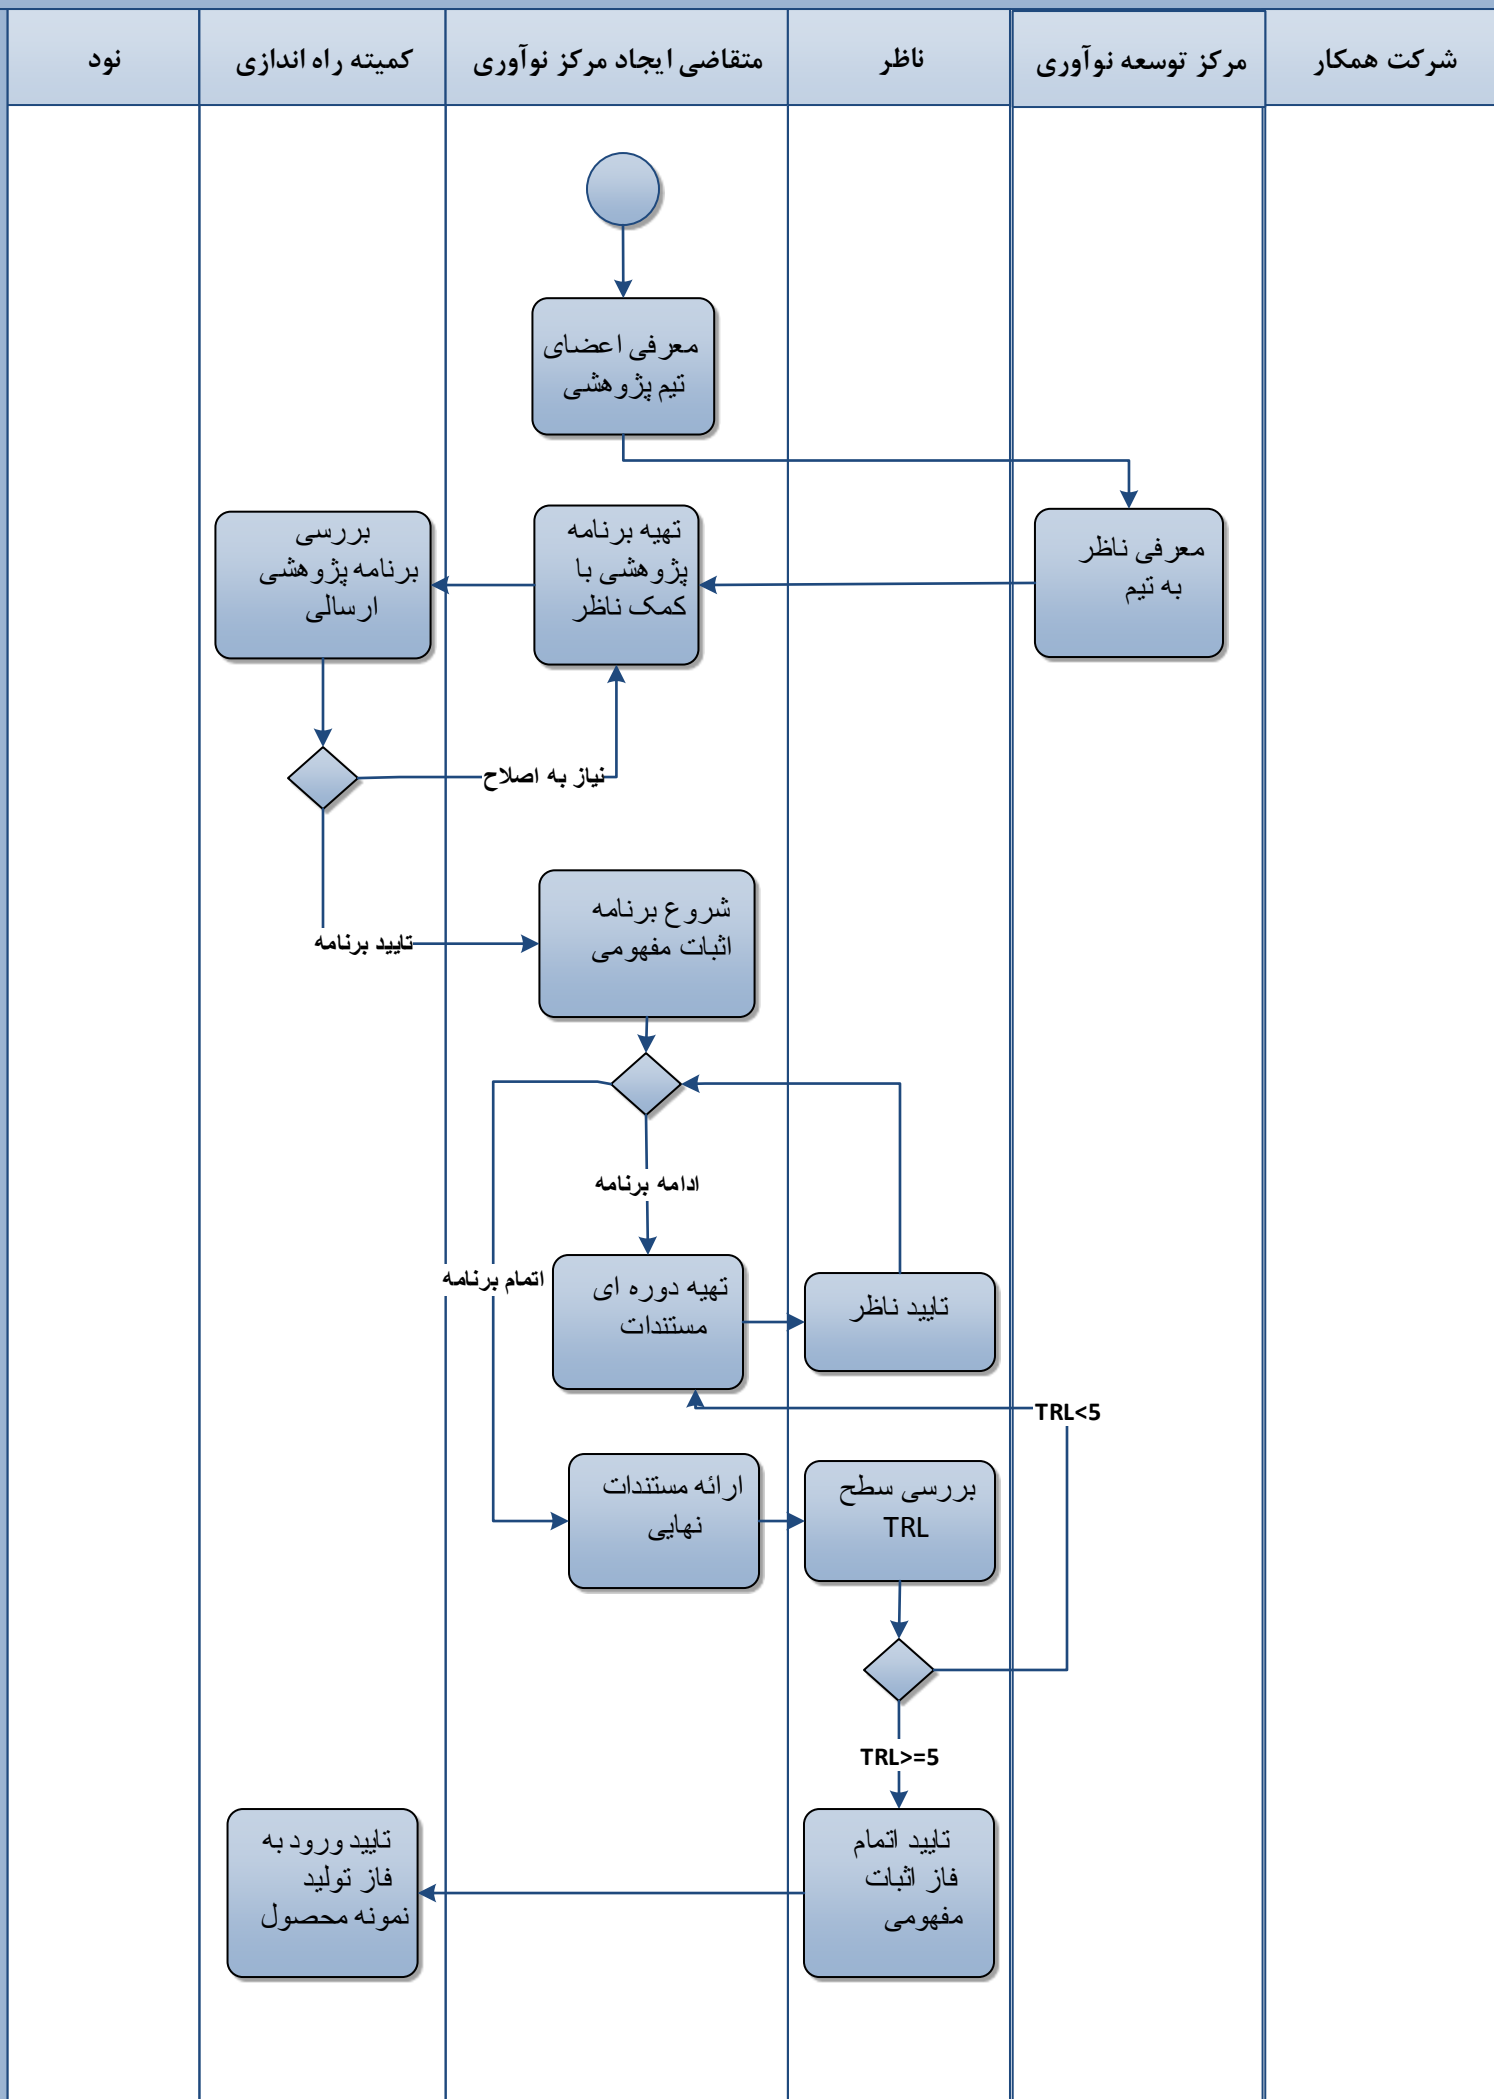 شرکت همکار
مرکز توسعه نوآوری
ناظر
متقاضی ایجاد مرکز نوآوری
کمیته راه اندازی
نود
معرفی اعضای
تیم پژوهشی
معرفی ناظر
به تیم
تهیه برنامه
پژوهشی با
کمک ناظر
بررسی
برنامه پژوهشی
ارسالی
نیاز به اصلاح
تایید برنامه
شروع برنامه
اثبات مفهومی
ادامه برنامه
اتمام برنامه
تهیه دوره ای
مستندات
تایید ناظر
TRL<5
ارائه مستندات
نهایی
بررسی سطح
TRL
TRL>=5
تایید اتمام
فاز اثبات
مفهومی
تایید ورود به
فاز تولید
نمونه محصول